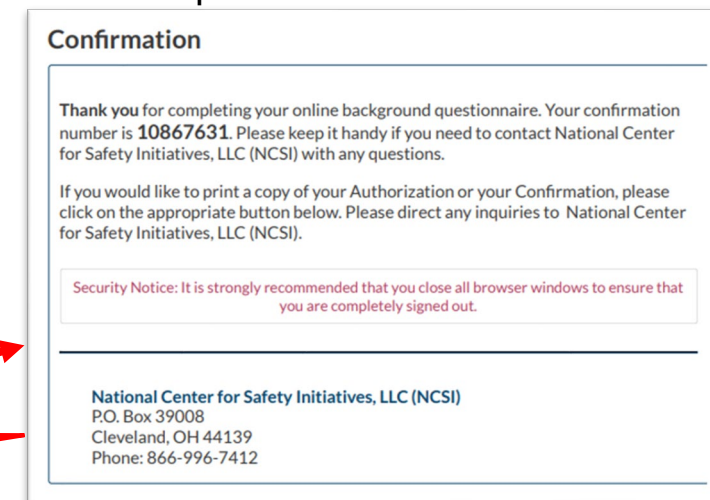 Confirmation
Thank you for completing your online background questionnaire. Your confirmation
number is 10867631. Please keep it handy if you need to contact National Center
for Safety Initiatives, LLC (NCSI) with any questions.
If you would like to print a copy of your Authorization or your Confirmation, please
click on the appropriate button below. Please direct any inquiries to National Center
for Safety Initiatives, LLC (NCSI).
Security Notice: It is strongly recommended that you close all browser windows to ensure that
you are completely signed out.
National Center for Safety Initiatives, LLC (NCSI)
P.O. Box 39008
Cleveland, OH 44139
Phone: 866-996-7412